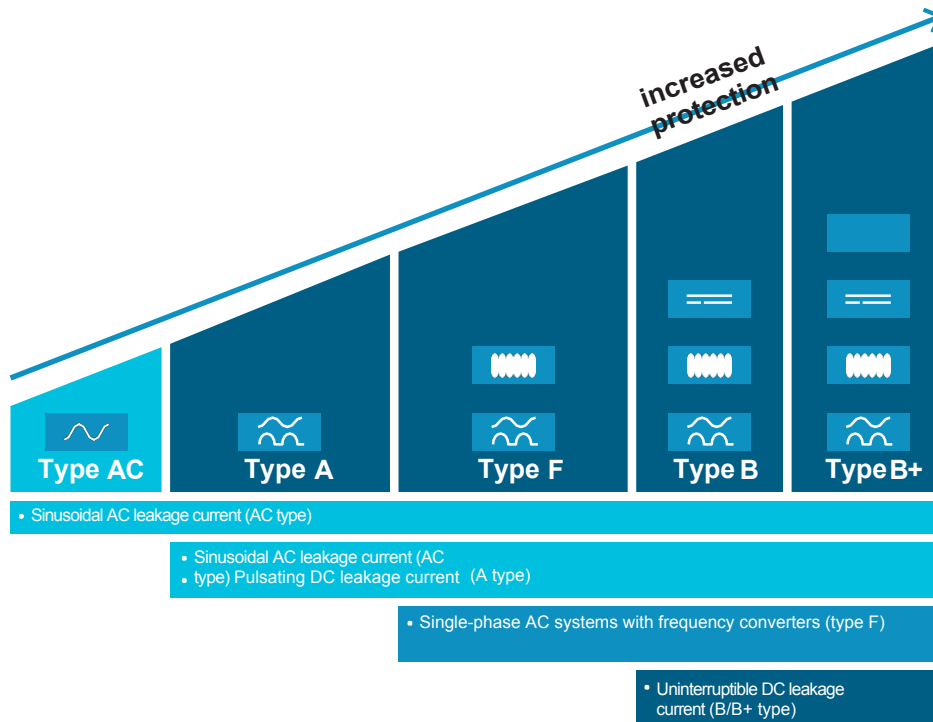 increased
protection
Type AC
Type A
Type F
Type B
Type B+
• Sinusoidal AC leakage current (AC type)
• Sinusoidal AC leakage current (AC
• type) Pulsating DC leakage current (A type)
• Single-phase AC systems with frequency converters (type F)
• Uninterruptible DC leakage
current (B/B+ type)